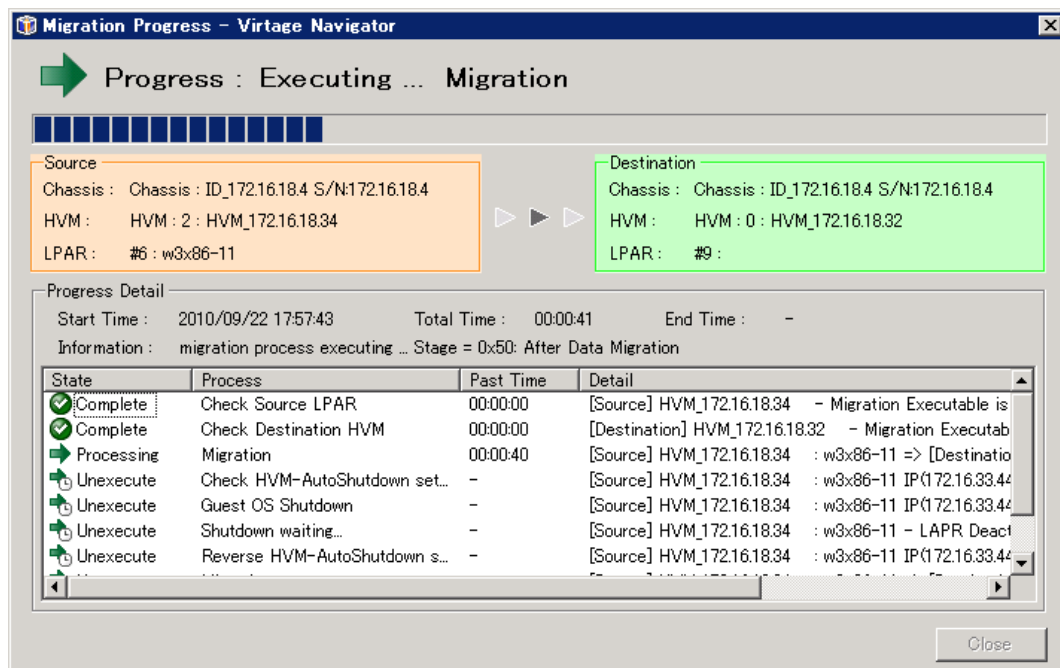 Migration Progress - Virtage Navigator
Progress : Executing ... Migration
Source
Chassis : Chassis : ID_172.16.18.4 S/N:172.16.18.4
HVM : HVM : 2 : HVM_172.16.18.34
LPAR : #6 : w3x86-11
Destination
Chassis : Chassis : ID_172.16.18.4 S/N:172.16.18.4
HVM : HVM : 0 : HVM_172.16.18.32
LPAR : #9 :
Progress Detail
Start Time : 2010/09/22 17:57:43 Total Time : 00:00:41 End Time : -
Information : migration process executing ... Stage = 0x50: After Data Migration
State Process Past Time Detail
Complete Check Source LPAR 00:00:00 [Source] HVM_172.16.18.34 - Migration Executable is
Complete Check Destination HVM 00:00:00 [Destination] HVM_172.16.18.32 - Migration Executab
Processing Migration 00:00:40 [Source] HVM_172.16.18.34 : w3x86-11 => [Destinatio
Unexecute Check HVM-AutoShutdown set... - [Source] HVM_172.16.18.34 : w3x86-11 IP(172.16.33.44
Unexecute Guest OS Shutdown - [Source] HVM_172.16.18.34 : w3x86-11 IP(172.16.33.44
Unexecute Shutdown waiting... - [Source] HVM_172.16.18.34 : w3x86-11 - LAPR Deact
Unexecute Reverse HVM-AutoShutdown s... - [Source] HVM_172.16.18.34 : w3x86-11 IP(172.16.33.44
Close